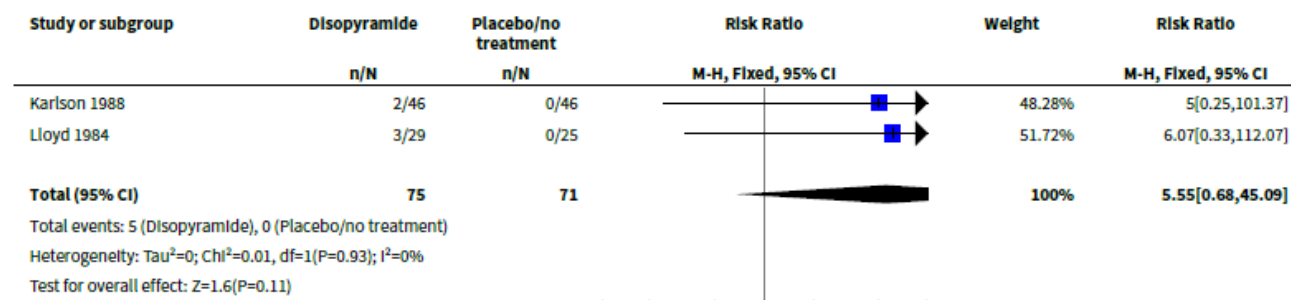 Study or subgroup Disopyramide Placebo/no treatment Risk Ratio Weight Risk Ratio
n/N n/N M-H, Fixed, 95% CI M-H, Fixed, 95% CI
Karlson 1988 2/46 0/46 48.28% 5[0.25,101.37]
Lloyd 1984 3/29 0/25 51.72% 6.07[0.33,112.07]
Total (95% CI) 75 71 100% 5.55[0.68,45.09]
Total events: 5 (Disopyramide), 0 (Placebo/no treatment)
Heterogeneity: Tau²=0; Chi²=0.01, df=1(P=0.93); I²=0%
Test for overall effect: Z=1.6(P=0.11)